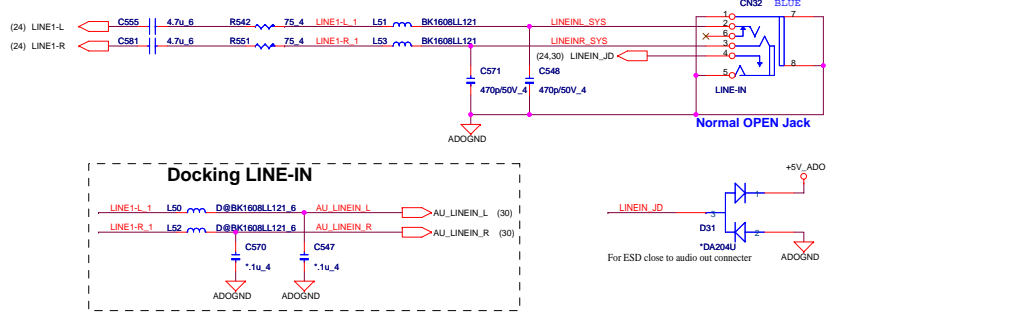 CN32 BLUE
(24) LINE1-L C555 4.7u_6 R542 75_4 LINE1-L_1 L51 BK1608LL121 LINEINL_SYS 1 7
2
6
(24) LINE1-R C581 4.7u_6 R551 75_4 LINE1-R_1 L53 BK1608LL121 LINEINR_SYS 3
(24,30) LINEIN_JD 4
8
C571 C548 5
470p/50V_4 470p/50V_4 LINE-IN
Normal OPEN Jack
ADOGND
Docking LINE-IN
+5V_ADO
LINE1-L_1 L50 D@BK1608LL121_6 AU_LINEIN_L AU_LINEIN_L (30)
LINE1-R_1 L52 D@BK1608LL121_6 AU_LINEIN_R AU_LINEIN_R (30)
C570 C547
*.1u_4 *.1u_4
ADOGND ADOGND
1
LINEIN_JD 3
D31 2
*DA204U
For ESD close to audio out connecter ADOGND